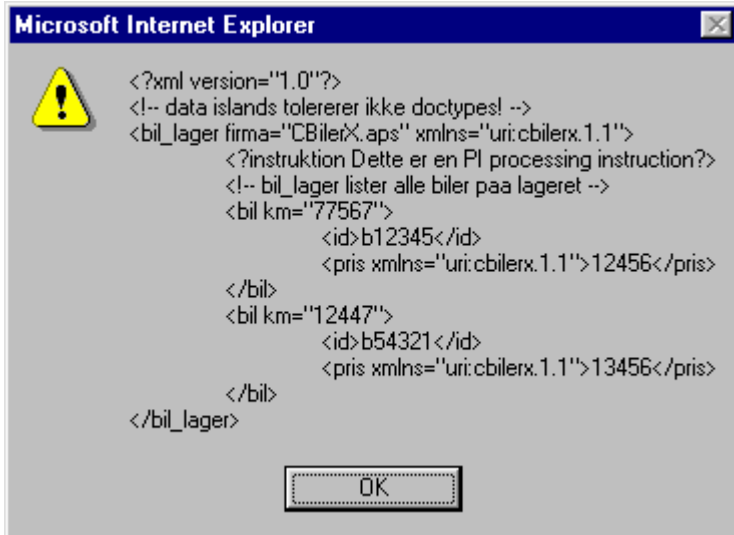 Microsoft Internet Explorer
<?xml version="1.0"?>
<!-- data islands tolererer ikke doctypes! -->
<bil_lager firma="CBilerX.aps" xmlns="uri:cbilerx.1.1">
<?instruktion Dette er en PI processing instruction?>
<!-- bil_lager lister alle biler paa lageret -->
<bil km="77567">
<id>b12345</id>
<pris xmlns="uri:cbilerx.1.1">12456</pris>
</bil>
<bil km="12447">
<id>b54321</id>
<pris xmlns="uri:cbilerx.1.1">13456</pris>
</bil>
</bil_lager>
OK